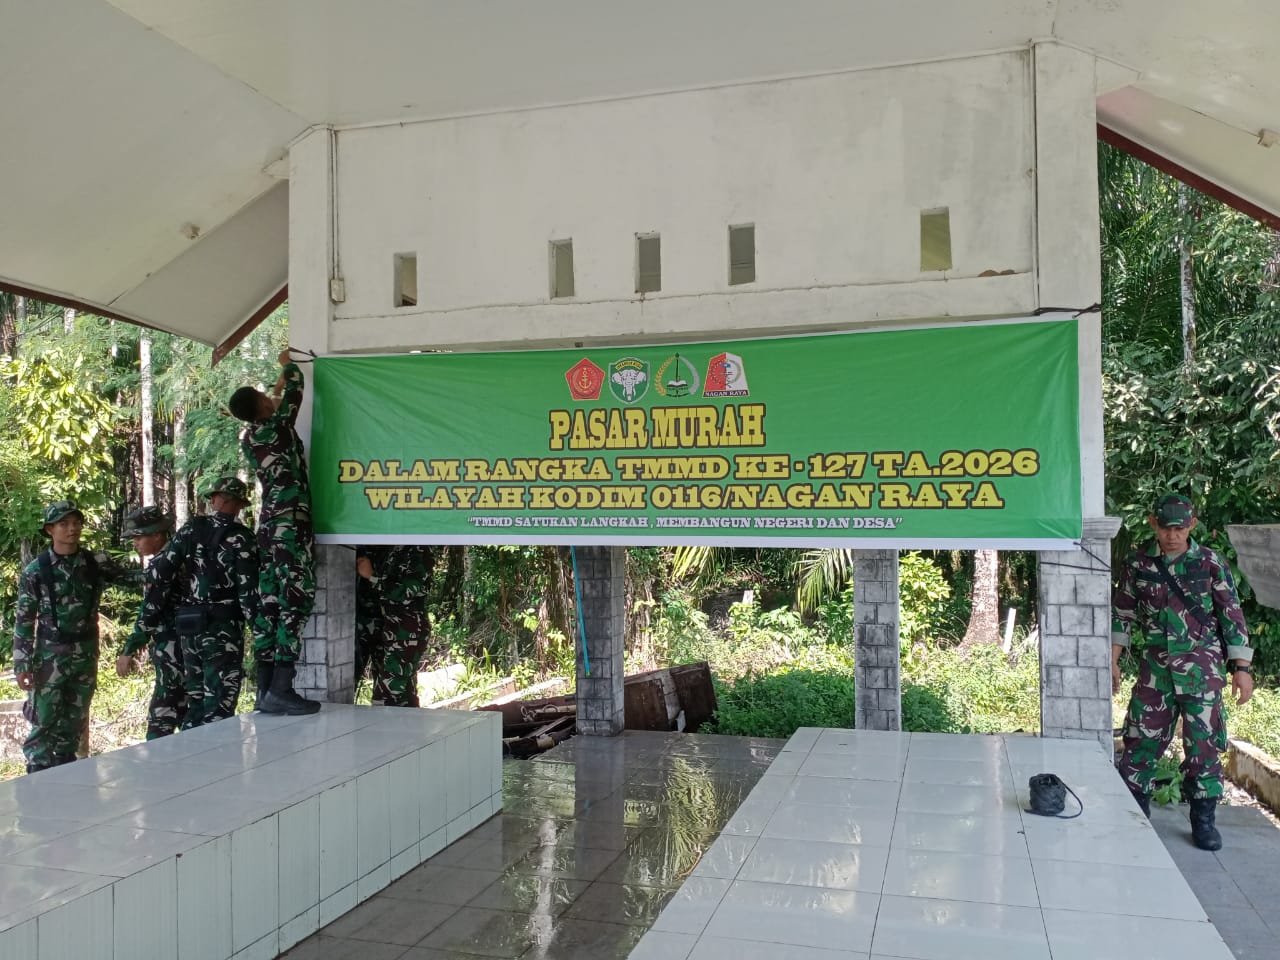 NAGAN RAYA
PASAR MURAH
DALAM RANGKA TMMD KE - 127 TA.2026
WILAYAH KODIM 0116/NAGAN RAYA
"TMMD SATUKAN LANGKAH, MEMBANGUN NEGERI DAN DESA"